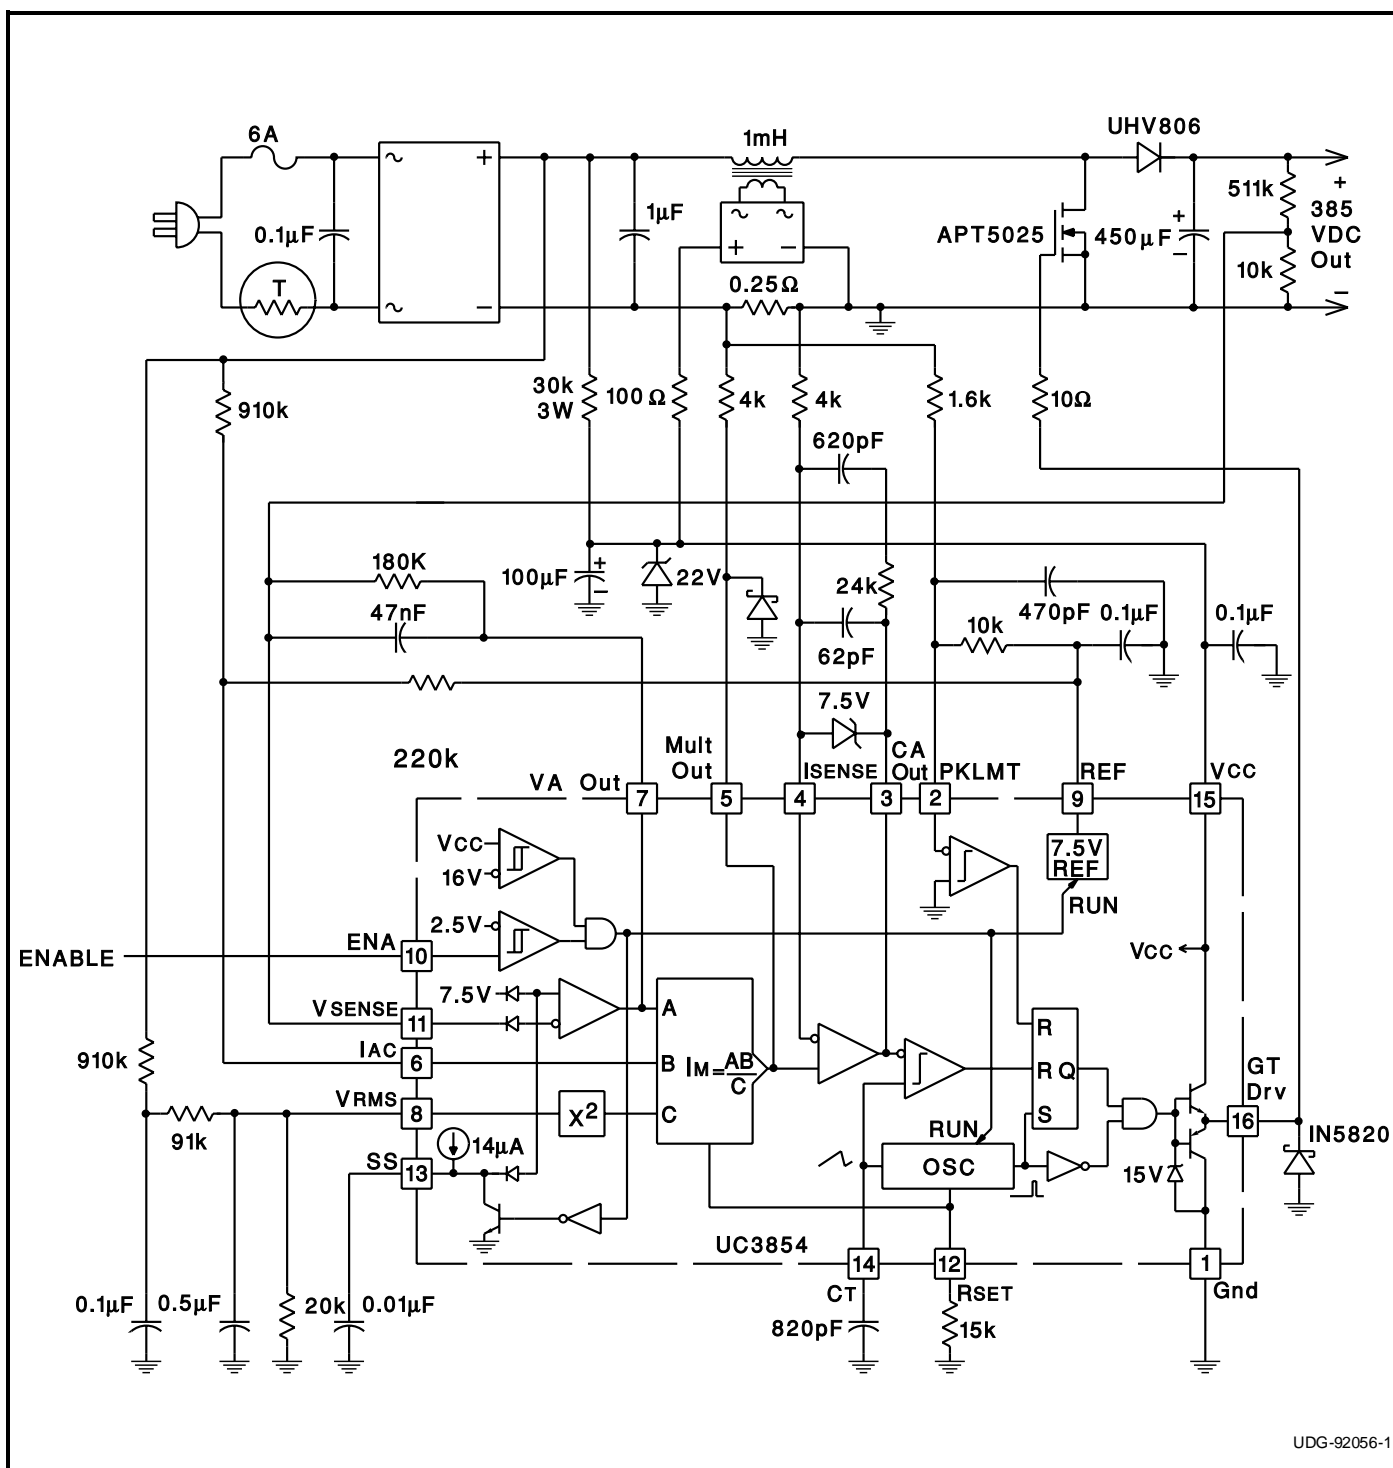 6A
1mH
UHV806
+
1µF
0.1µF
T
+
−
APT5025
450µF
+
−
511k
10k
+
385
VDC
Out
−
0.25Ω
+
−
910k
30k
3W
100Ω
4k
4k
1.6k
10Ω
620pF
180K
47nF
100µF
+
−
22V
24k
62pF
470pF
10k
0.1µF
0.1µF
7.5V
220k
VA Out
Mult
Out
ISENSE
CA
Out
PKLMT
REF
VCC
7
5
4
3
2
9
15
VCC
16V
2.5V
7.5V
REF
RUN
ENABLE
ENA
10
VCC
7.5V
VSENSE
11
A
IAC
6
B
IM=AB/C
910k
VRMS
8
X2
C
91k
R
R
Q
S
GT
Drv
16
IN5820
SS
13
14µA
RUN
OSC
15V
UC3854
14
12
1
CT
RSET
Gnd
0.1µF
0.5µF
20k
0.01µF
820pF
15k
UDG-92056-1